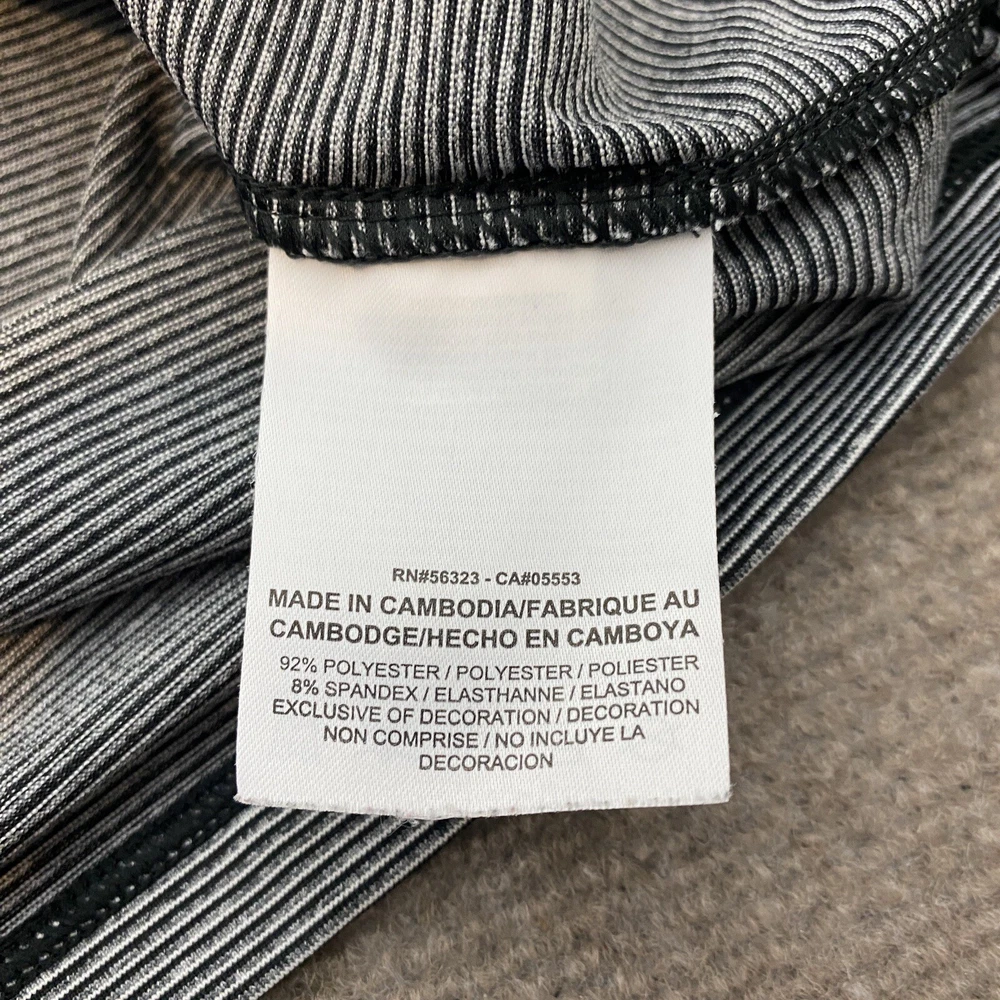 RN#56323 - CA#05553
MADE IN CAMBODIA/FABRIQUE AU
CAMBODGE/HECHO EN CAMBOYA
92% POLYESTER / POLYESTER / POLIESTER
8% SPANDEX / ELASTHANNE / ELASTANO
EXCLUSIVE OF DECORATION / DECORATION
NON COMPRISE / NO INCLUYE LA
DECORACION